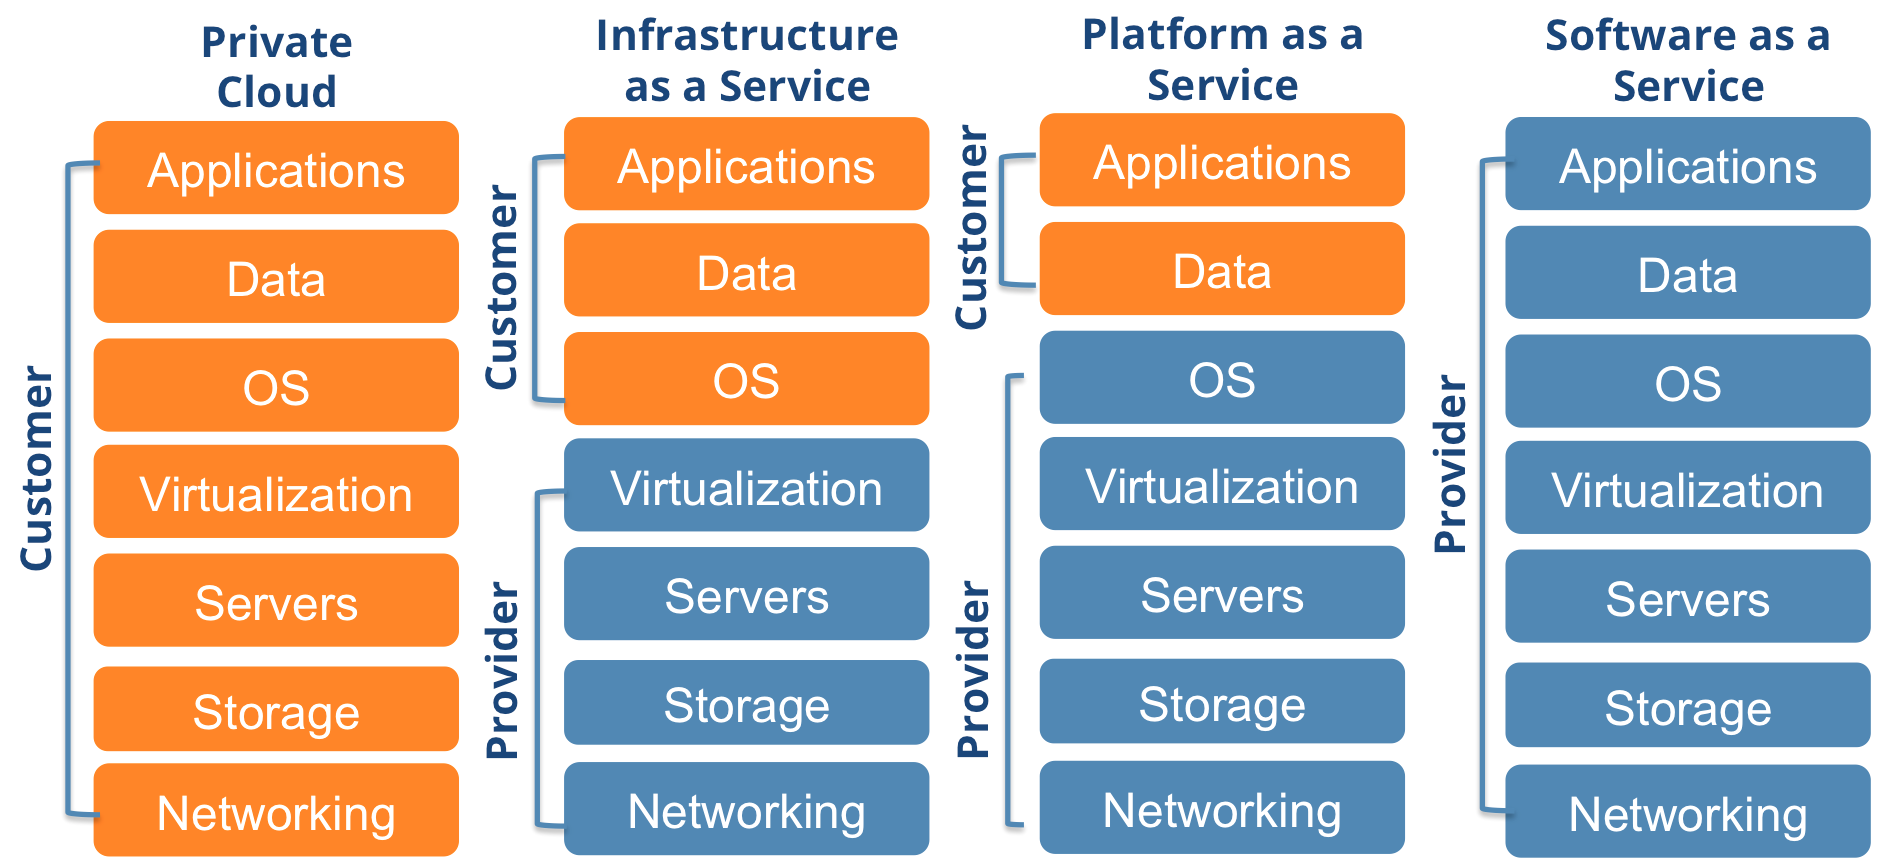 Private
Cloud
Customer
Applications
Data
OS
Virtualization
Servers
Storage
Networking
Infrastructure
as a Service
Customer
Provider
Applications
Data
OS
Virtualization
Servers
Storage
Networking
Platform as a
Service
Customer
Provider
Applications
Data
OS
Virtualization
Servers
Storage
Networking
Software as a
Service
Provider
Applications
Data
OS
Virtualization
Servers
Storage
Networking